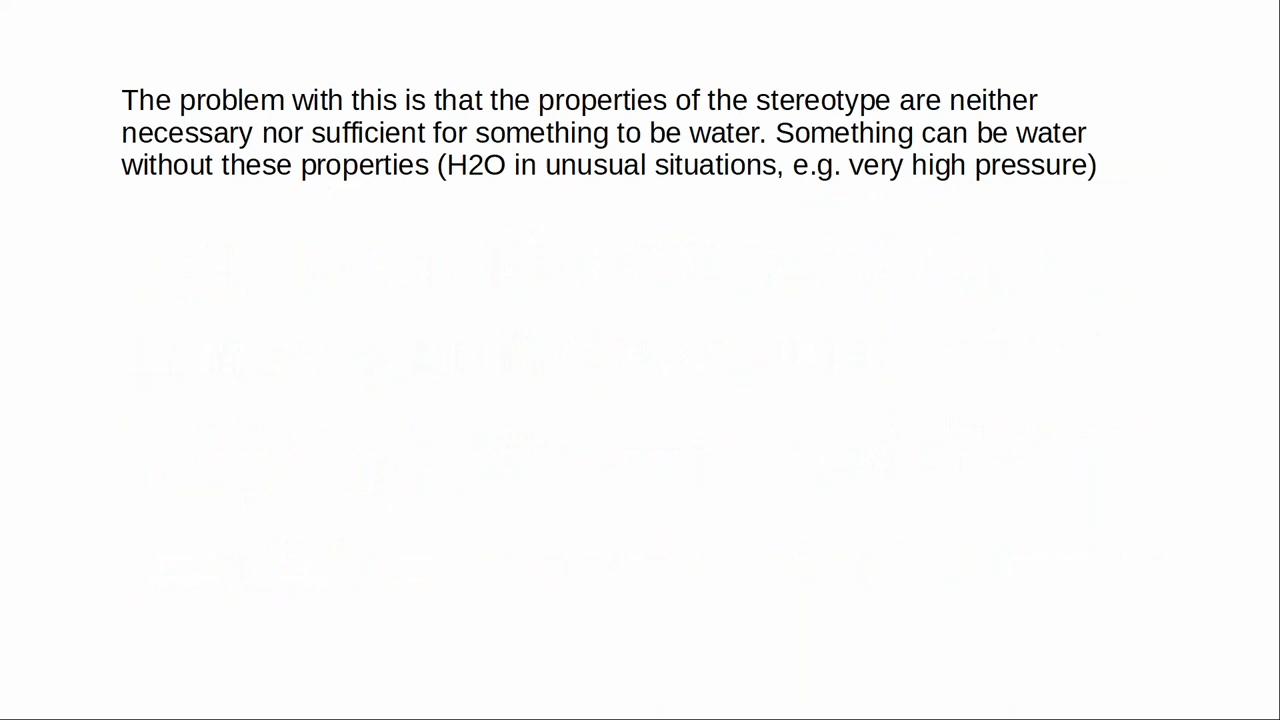 The problem with this is that the properties of the stereotype are neither
necessary nor sufficient for something to be water. Something can be water
without these properties (H2O in unusual situations, e.g. very high pressure)